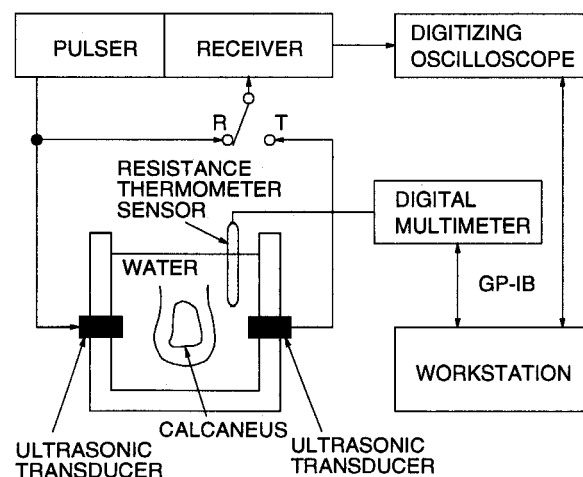 PULSER
RECEIVER
DIGITIZING
OSCILLOSCOPE
R
T
RESISTANCE
THERMOMETER
SENSOR
DIGITAL
MULTIMETER
WATER
GP-IB
WORKSTATION
CALCANEUS
ULTRASONIC
TRANSDUCER
ULTRASONIC
TRANSDUCER